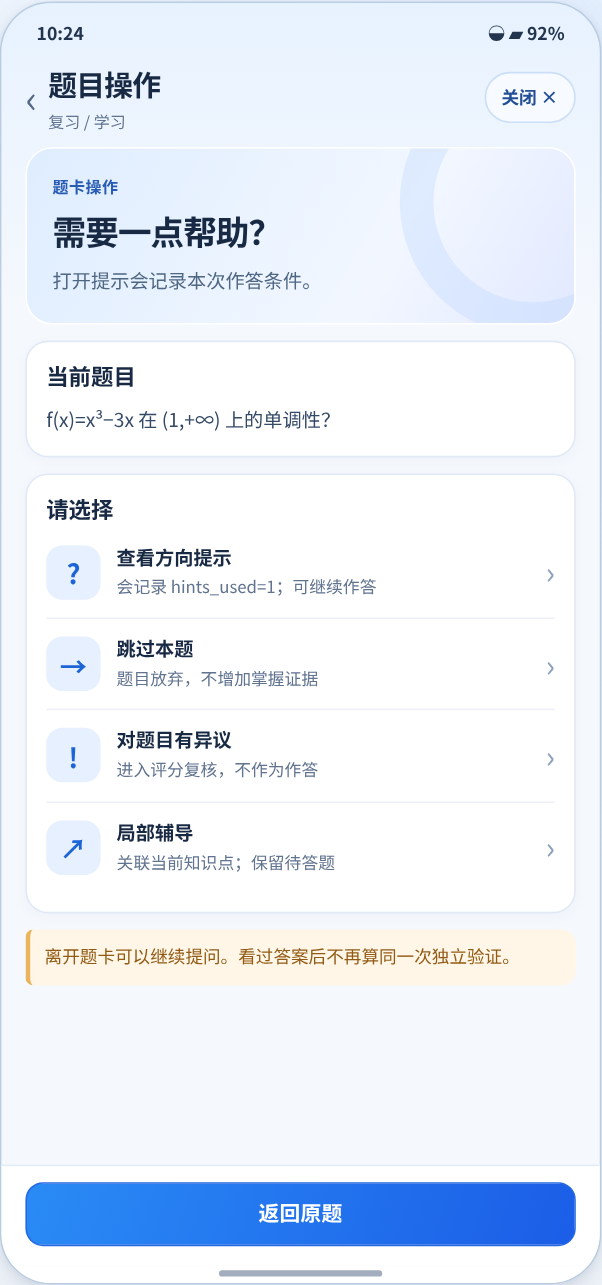 10:24
92%
‹ 题目操作
复习 / 学习
关闭 ✕
题卡操作
需要一点帮助？
打开提示会记录本次作答条件。
当前题目
f(x)=x³−3x 在 (1,+∞) 上的单调性？
请选择
?
查看方向提示
会记录 hints_used=1；可继续作答
›
→
跳过本题
题目放弃，不增加掌握证据
›
!
对题目有异议
进入评分复核，不作为作答
›
↗
局部辅导
关联当前知识点；保留待答题
›
离开题卡可以继续提问。看过答案后不再算同一次独立验证。
返回原题